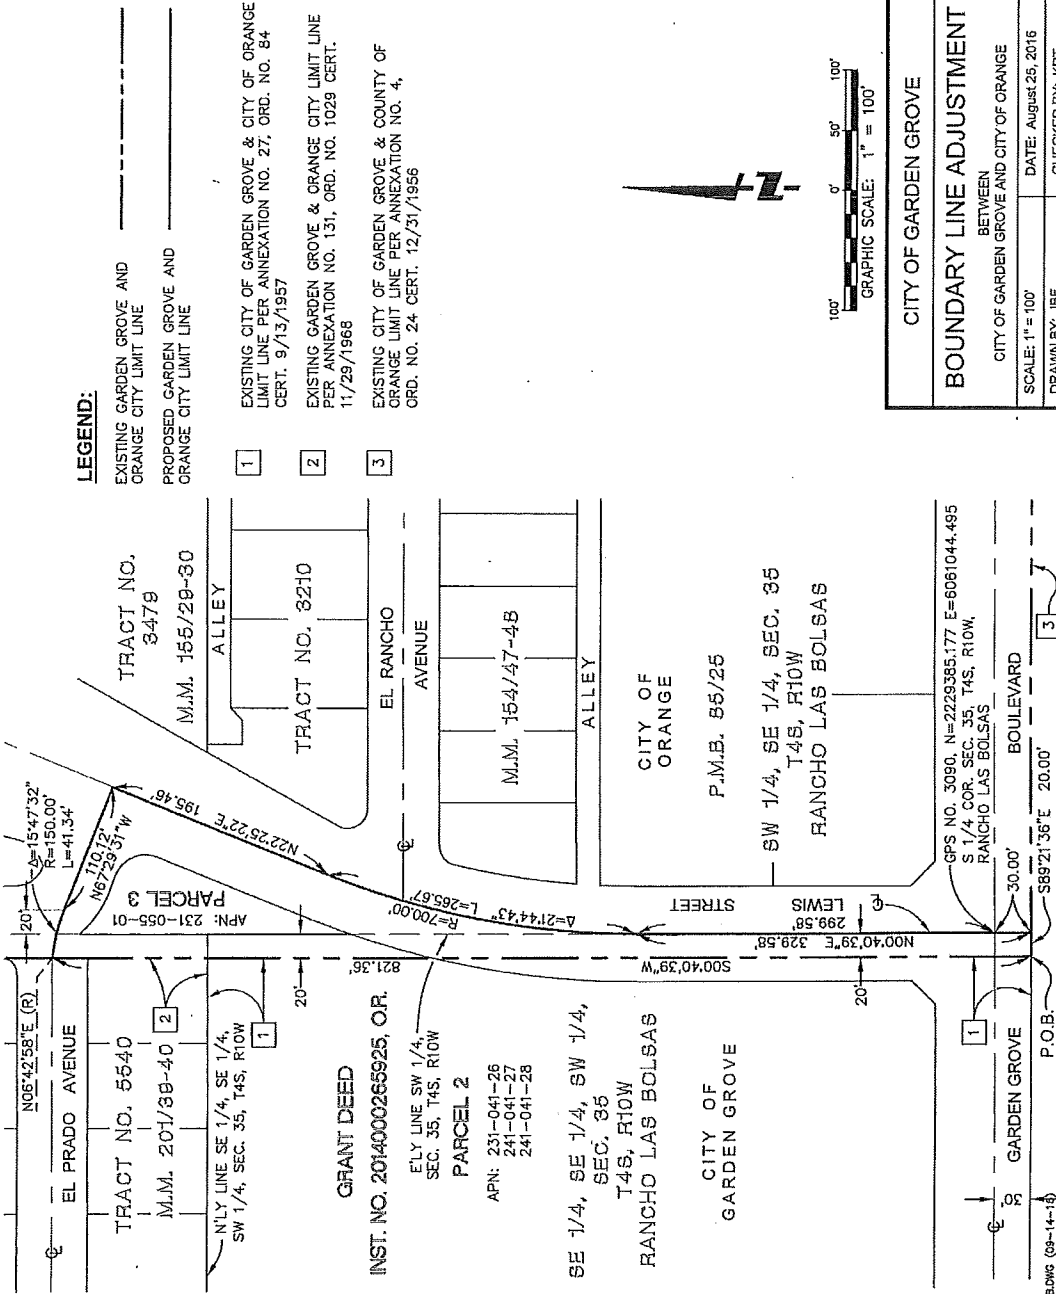 LEGEND:
EXISTING GARDEN GROVE AND
ORANGE CITY LIMIT LINE
PROPOSED GARDEN GROVE AND
ORANGE CITY LIMIT LINE
1
EXISTING CITY OF GARDEN GROVE & CITY OF ORANGE
LIMIT LINE PER ANNEXATION NO. 27, ORD. NO. 84
CERT. 9/13/1957
2
EXISTING GARDEN GROVE & ORANGE CITY LIMIT LINE
PER ANNEXATION NO. 131, ORD. NO. 1029 CERT.
11/29/1968
3
EXISTING CITY OF GARDEN GROVE & COUNTY OF
ORANGE LIMIT LINE PER ANNEXATION NO. 4,
ORD. NO. 24 CERT. 12/31/1956
N
100' 0' 50' 100'
GRAPHIC SCALE: 1" = 100'
CITY OF GARDEN GROVE
BOUNDARY LINE ADJUSTMENT
BETWEEN
CITY OF GARDEN GROVE AND CITY OF ORANGE
SCALE: 1" = 100'
DATE: August 25, 2016
TRACT NO.
3479
M.M. 155/29-30
ALLEY
TRACT NO. 3210
EL RANCHO
AVENUE
M.M. 154/47-48
ALLEY
CITY OF
ORANGE
P.M.B. 85/25
SW 1/4, SE 1/4, SEC. 35
T4S, R10W
RANCHO LAS BOLSAS
GPS NO. 3090, N=2229385.177 E=6061044.495
S 1/4 COR. SEC. 35, T4S, R10W,
RANCHO LAS BOLSAS
BOULEVARD
3
Δ=15°47'32"
R=150.00'
L=41.34'
110.12'
N67°29'31"W
195.46'
N22°25'22"E
20'
PARCEL 3
APN: 231-055-01
R=700.00' L=265.67'
Δ=21°44'43"
STREET
LEWIS
299.58'
N00°40'39"E 329.58'
30.00'
S89°21'36"E 20.00'
821.36'
S00°40'39"W
20'
20'
N06°42'58"E (R)
EL PRADO AVENUE
TRACT NO. 5540
M.M. 201/39-40
2
N'LY LINE SE 1/4, SE 1/4,
SW 1/4, SEC. 35, T4S, R10W
1
GRANT DEED
INST. NO. 2014000265925, O.R.
E'LY LINE SW 1/4,
SEC. 35, T4S, R10W
PARCEL 2
APN: 231-041-26
241-041-27
241-041-28
SE 1/4, SE 1/4, SW 1/4,
SEC. 35
T4S, R10W
RANCHO LAS BOLSAS
CITY OF
GARDEN GROVE
1
GARDEN GROVE
30'
P.O.B.
B.DWG (09-14-16)